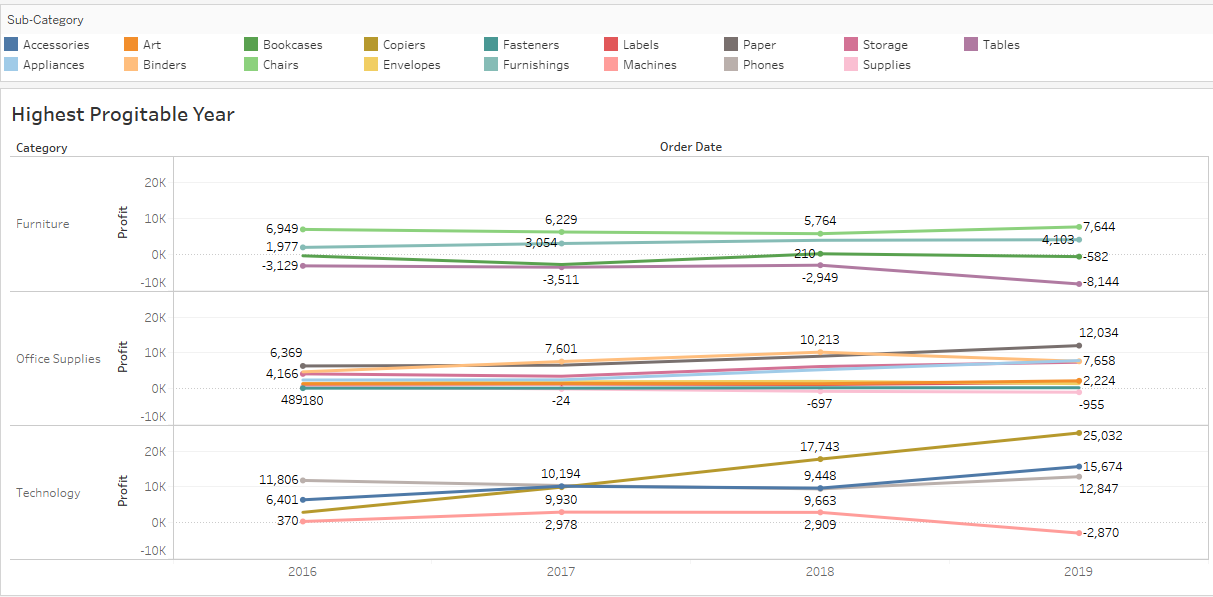 Sub-Category
Accessories Art Bookcases Copiers Fasteners Labels Paper Storage Tables
Appliances Binders Chairs Envelopes Furnishings Machines Phones Supplies
Highest Progitable Year
Category Order Date
Furniture Profit
20K
10K
0K
-10K
6,949 6,229 5,764 7,644
1,977 3,054 210 4,103
-582
-3,129 -3,511 -2,949 -8,144
Office Supplies Profit
20K
10K
0K
-10K
6,369 7,601 10,213 12,034
4,166 7,658
2,224
489180 -24 -697 -955
Technology Profit
20K
10K
0K
-10K
11,806 10,194 17,743 25,032
6,401 9,930 9,448 15,674
370 2,978 9,663 12,847
2,909 -2,870
2016 2017 2018 2019